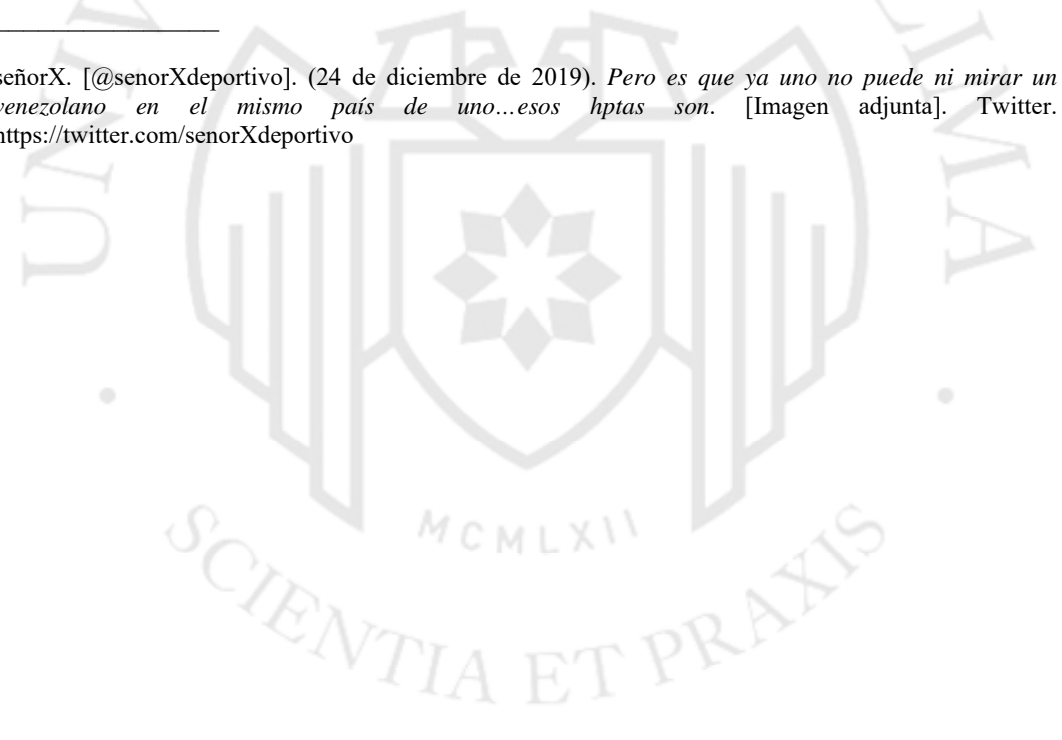 señorX. [@senorXdeportivo]. (24 de diciembre de 2019). Pero es que ya uno no puede ni mirar un
venezolano en el mismo país de uno…esos hptas son. [Imagen adjunta]. Twitter.
https://twitter.com/senorXdeportivo
UNIV
LIMA
MCMLXII
SCIENTIA ET PRAXIS